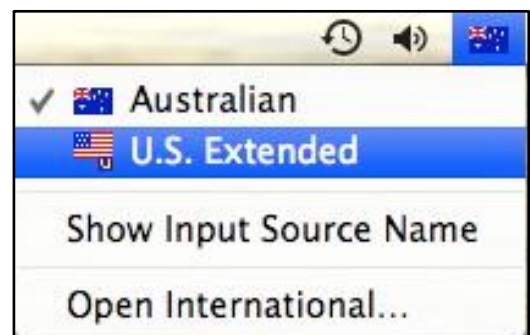 Australian
U.S. Extended
Show Input Source Name
Open International...